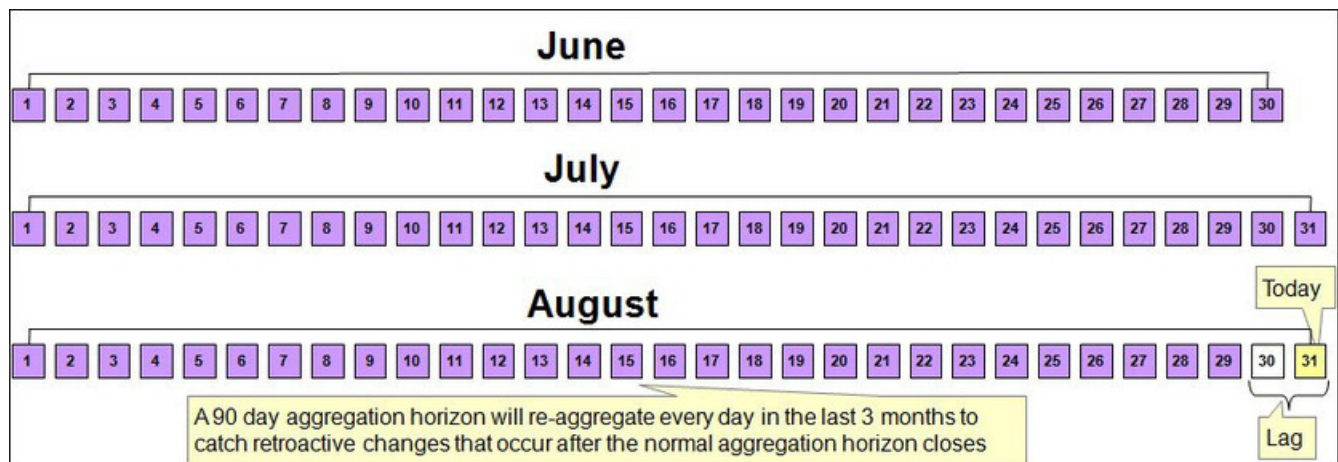 June
1 2 3 4 5 6 7 8 9 10 11 12 13 14 15 16 17 18 19 20 21 22 23 24 25 26 27 28 29 30
July
1 2 3 4 5 6 7 8 9 10 11 12 13 14 15 16 17 18 19 20 21 22 23 24 25 26 27 28 29 30 31
August
Today
1 2 3 4 5 6 7 8 9 10 11 12 13 14 15 16 17 18 19 20 21 22 23 24 25 26 27 28 29 30 31
A 90 day aggregation horizon will re-aggregate every day in the last 3 months to
catch retroactive changes that occur after the normal aggregation horizon closes
Lag